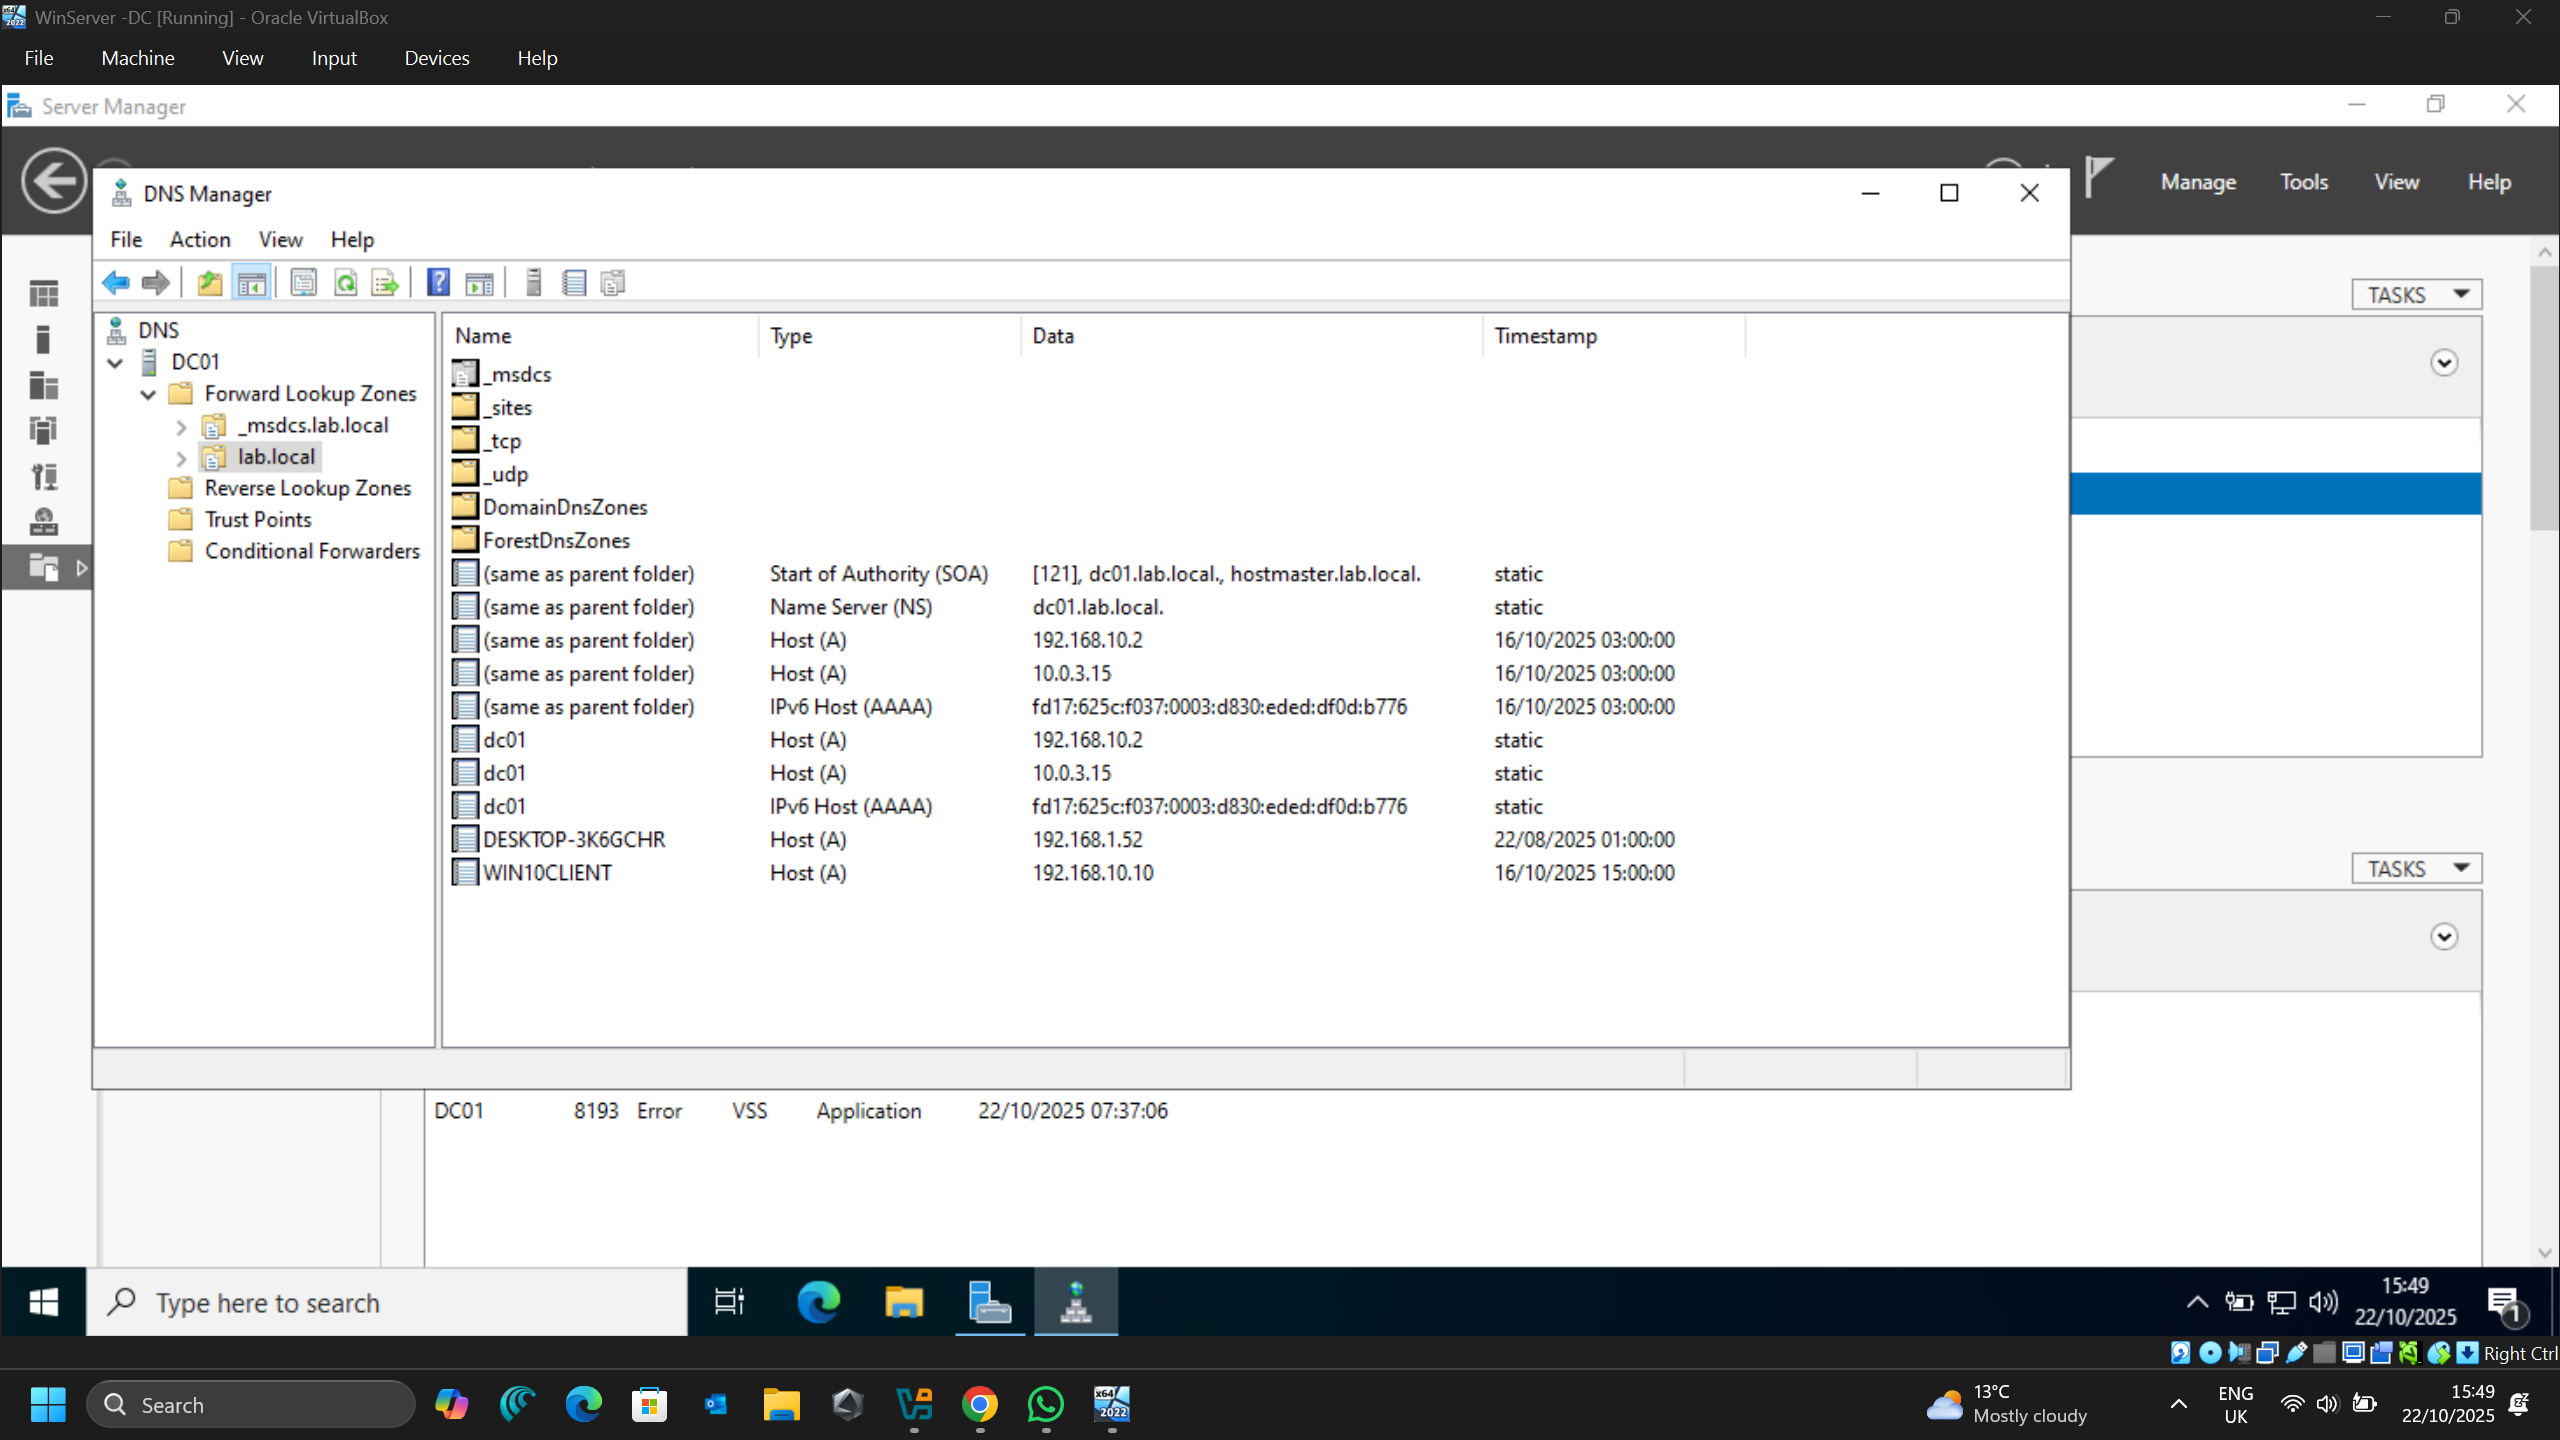 WinServer -DC [Running] - Oracle VirtualBox
File Machine View Input Devices Help
Server Manager
Manage Tools View Help
DNS Manager
File Action View Help
TASKS
DNS
DC01
Forward Lookup Zones
_msdcs.lab.local
lab.local
Reverse Lookup Zones
Trust Points
Conditional Forwarders
Name Type Data Timestamp
_msdcs
_sites
_tcp
_udp
DomainDnsZones
ForestDnsZones
(same as parent folder) Start of Authority (SOA) [121], dc01.lab.local., hostmaster.lab.local. static
(same as parent folder) Name Server (NS) dc01.lab.local. static
(same as parent folder) Host (A) 192.168.10.2 16/10/2025 03:00:00
(same as parent folder) Host (A) 10.0.3.15 16/10/2025 03:00:00
(same as parent folder) IPv6 Host (AAAA) fd17:625c:f037:0003:d830:eded:df0d:b776 16/10/2025 03:00:00
dc01 Host (A) 192.168.10.2 static
dc01 Host (A) 10.0.3.15 static
dc01 IPv6 Host (AAAA) fd17:625c:f037:0003:d830:eded:df0d:b776 static
DESKTOP-3K6GCHR Host (A) 192.168.1.52 22/08/2025 01:00:00
WIN10CLIENT Host (A) 192.168.10.10 16/10/2025 15:00:00
TASKS
DC01 8193 Error VSS Application 22/10/2025 07:37:06
Type here to search
15:49
22/10/2025
1
Right Ctrl
Search
x64
2022
13°C
Mostly cloudy
ENG
UK
15:49
22/10/2025